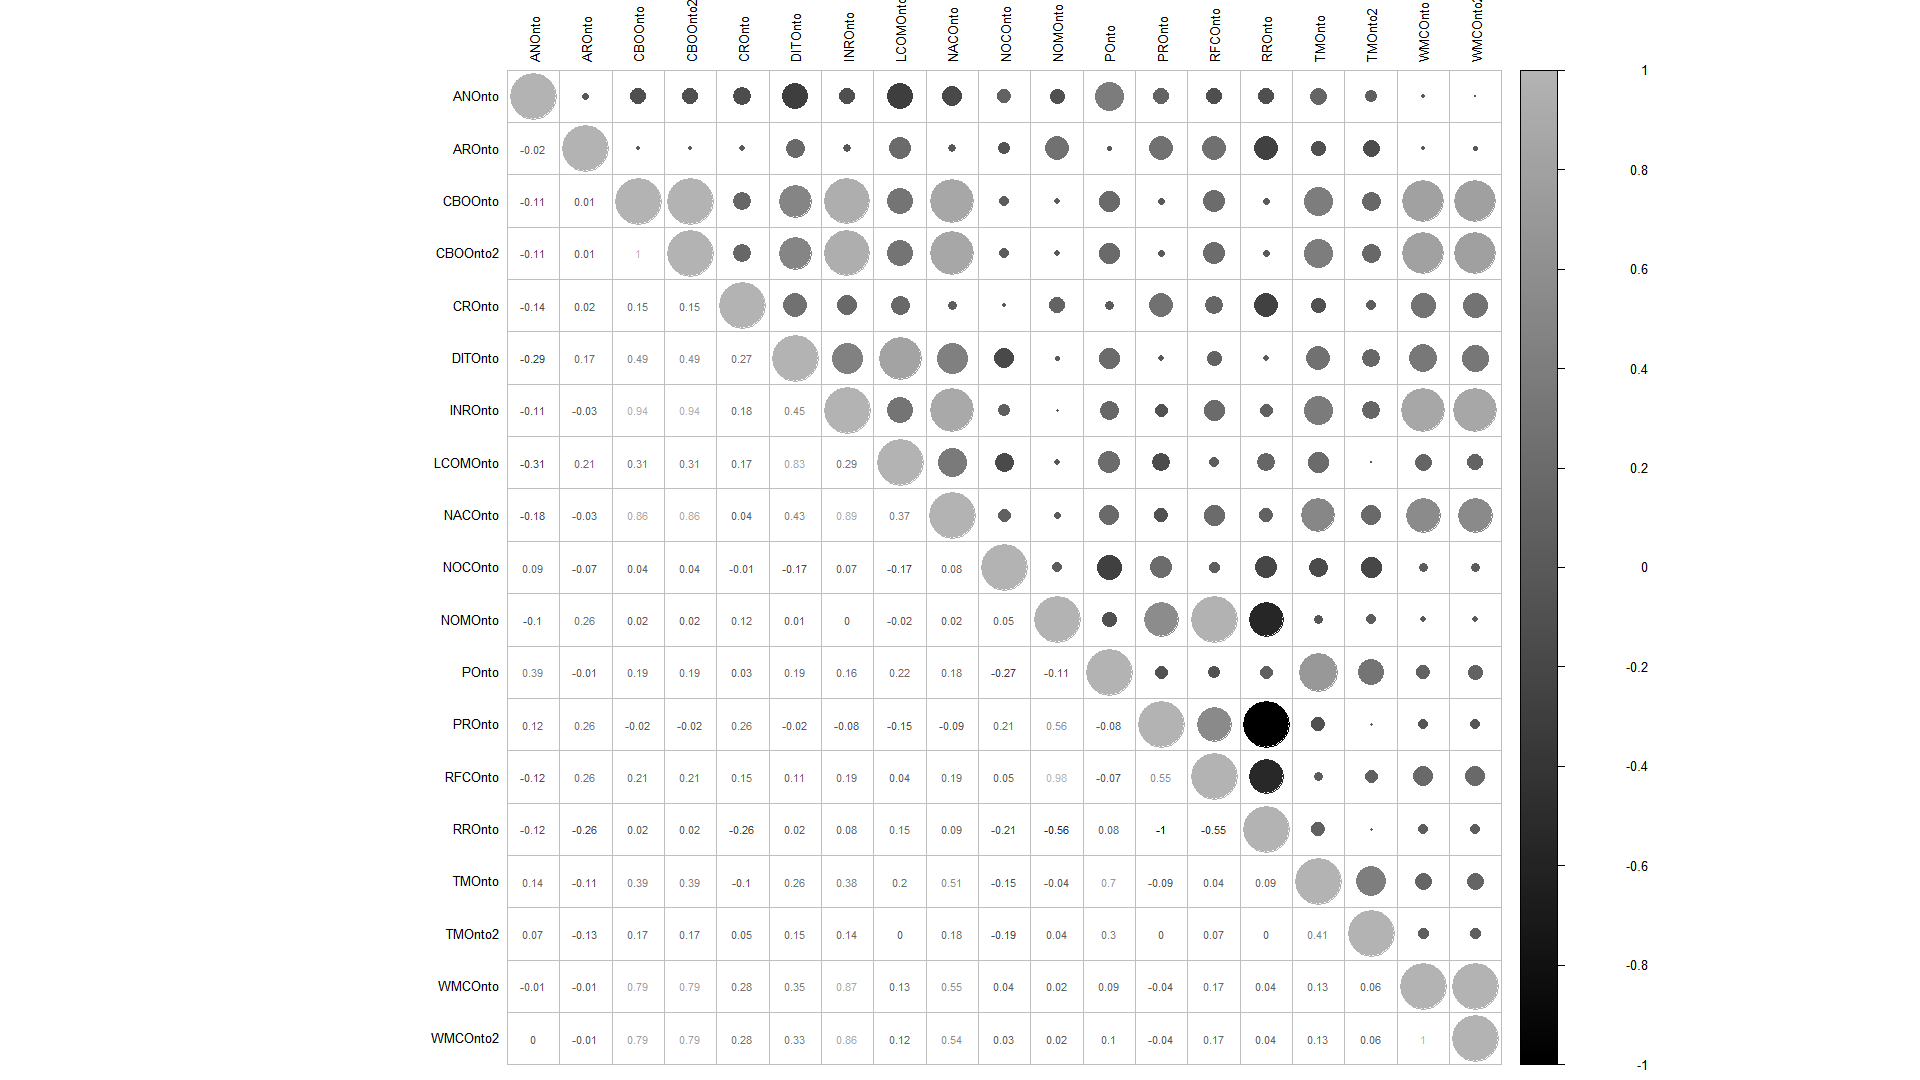 ANOnto AROnto CBOOnto CBOOnto2 CROnto DITOnto INROnto LCOMOnto NACOnto NOCOnto NOMOnto POnto PROnto RFCOnto RROnto TMOnto TMOnto2 WMCOnto WMCOnto2
ANOnto
AROnto -0.02
CBOOnto -0.11 0.01
CBOOnto2 -0.11 0.01 1
CROnto -0.14 0.02 0.15 0.15
DITOnto -0.29 0.17 0.49 0.49 0.27
INROnto -0.11 -0.03 0.94 0.94 0.18 0.45
LCOMOnto -0.31 0.21 0.31 0.31 0.17 0.83 0.29
NACOnto -0.18 -0.03 0.86 0.86 0.04 0.43 0.89 0.37
NOCOnto 0.09 -0.07 0.04 0.04 -0.01 -0.17 0.07 -0.17 0.08
NOMOnto -0.1 0.26 0.02 0.02 0.12 0.01 0 -0.02 0.02 0.05
POnto 0.39 -0.01 0.19 0.19 0.03 0.19 0.16 0.22 0.18 -0.27 -0.11
PROnto 0.12 0.26 -0.02 -0.02 0.26 -0.02 -0.08 -0.15 -0.09 0.21 0.56 -0.08
RFCOnto -0.12 0.26 0.21 0.21 0.15 0.11 0.19 0.04 0.19 0.05 0.98 -0.07 0.55
RROnto -0.12 -0.26 0.02 0.02 -0.26 0.02 0.08 0.15 0.09 -0.21 -0.56 0.08 -1 -0.55
TMOnto 0.14 -0.11 0.39 0.39 -0.1 0.26 0.38 0.2 0.51 -0.15 -0.04 0.7 -0.09 0.04 0.09
TMOnto2 0.07 -0.13 0.17 0.17 0.05 0.15 0.14 0 0.18 -0.19 0.04 0.3 0 0.07 0 0.41
WMCOnto -0.01 -0.01 0.79 0.79 0.28 0.35 0.87 0.13 0.55 0.04 0.02 0.09 -0.04 0.17 0.04 0.13 0.06
WMCOnto2 0 -0.01 0.79 0.79 0.28 0.33 0.86 0.12 0.54 0.03 0.02 0.1 -0.04 0.17 0.04 0.13 0.06 1
1
0.8
0.6
0.4
0.2
0
-0.2
-0.4
-0.6
-0.8
-1